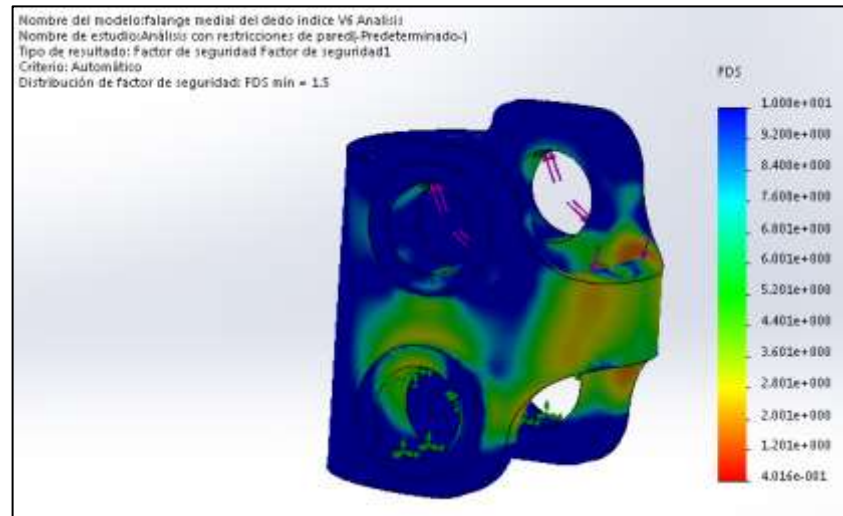 Nombre del modelo:falange medial del dedo indice V6 Analisis
Nombre de estudio:Análisis con restricciones de pared(-Predeterminado-)
Tipo de resultado: Factor de seguridad Factor de seguridad1
Criterio: Automático
Distribución de factor de seguridad: FDS mín = 1.5
FDS
1.000e+001
9.200e+000
8.400e+000
7.600e+000
6.801e+000
6.001e+000
5.201e+000
4.401e+000
3.601e+000
2.801e+000
2.001e+000
1.201e+000
4.016e-001